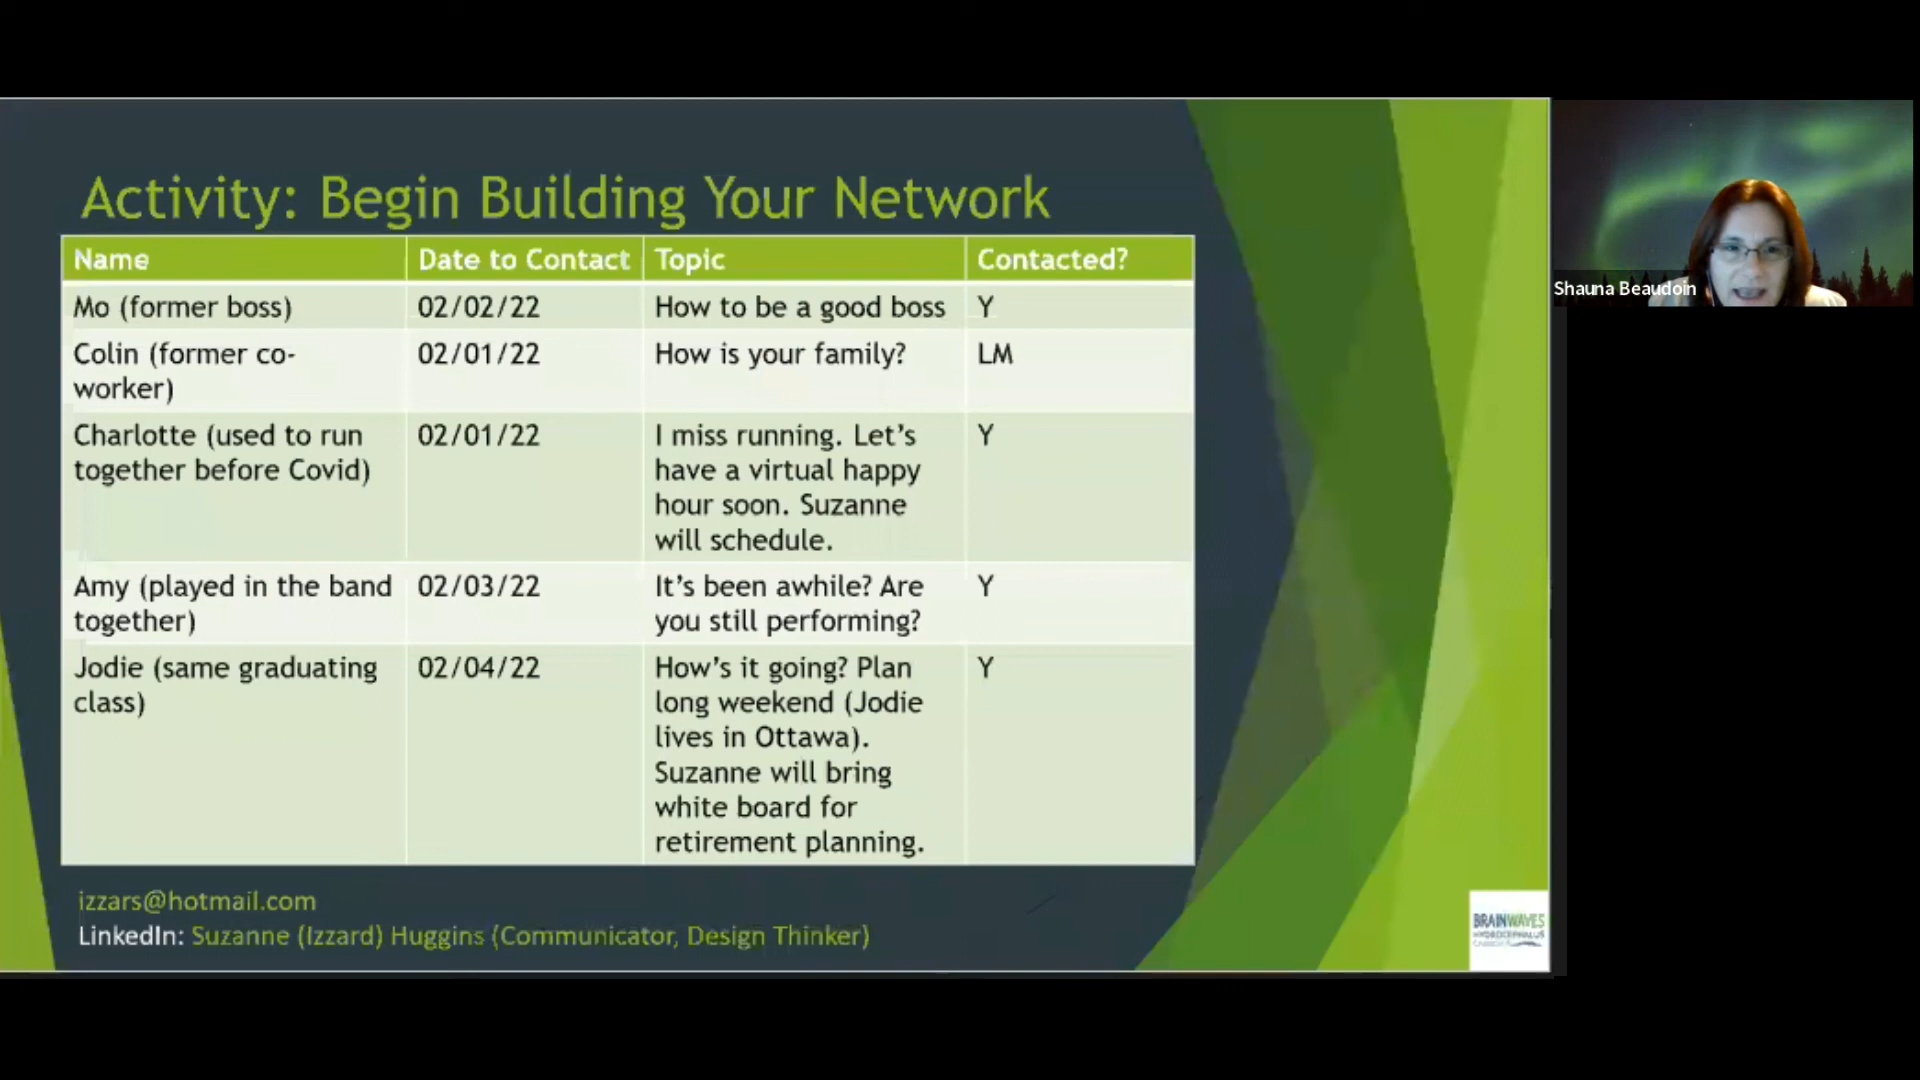 Activity: Begin Building Your Network
Name Date to Contact Topic Contacted?
Mo (former boss) 02/02/22 How to be a good boss Y
Colin (former co- 02/01/22 How is your family? LM
worker)
Charlotte (used to run 02/01/22 I miss running. Let's Y
together before Covid) have a virtual happy
hour soon. Suzanne
will schedule.
Amy (played in the band 02/03/22 It's been awhile? Are Y
together) you still performing?
Jodie (same graduating 02/04/22 How's it going? Plan Y
class) long weekend (Jodie
lives in Ottawa).
Suzanne will bring
white board for
retirement planning.
izzars@hotmail.com
LinkedIn: Suzanne (Izzard) Huggins (Communicator, Design Thinker)
BRAINWAVES
HYDROCEPHALUS
Shauna Beaudoin